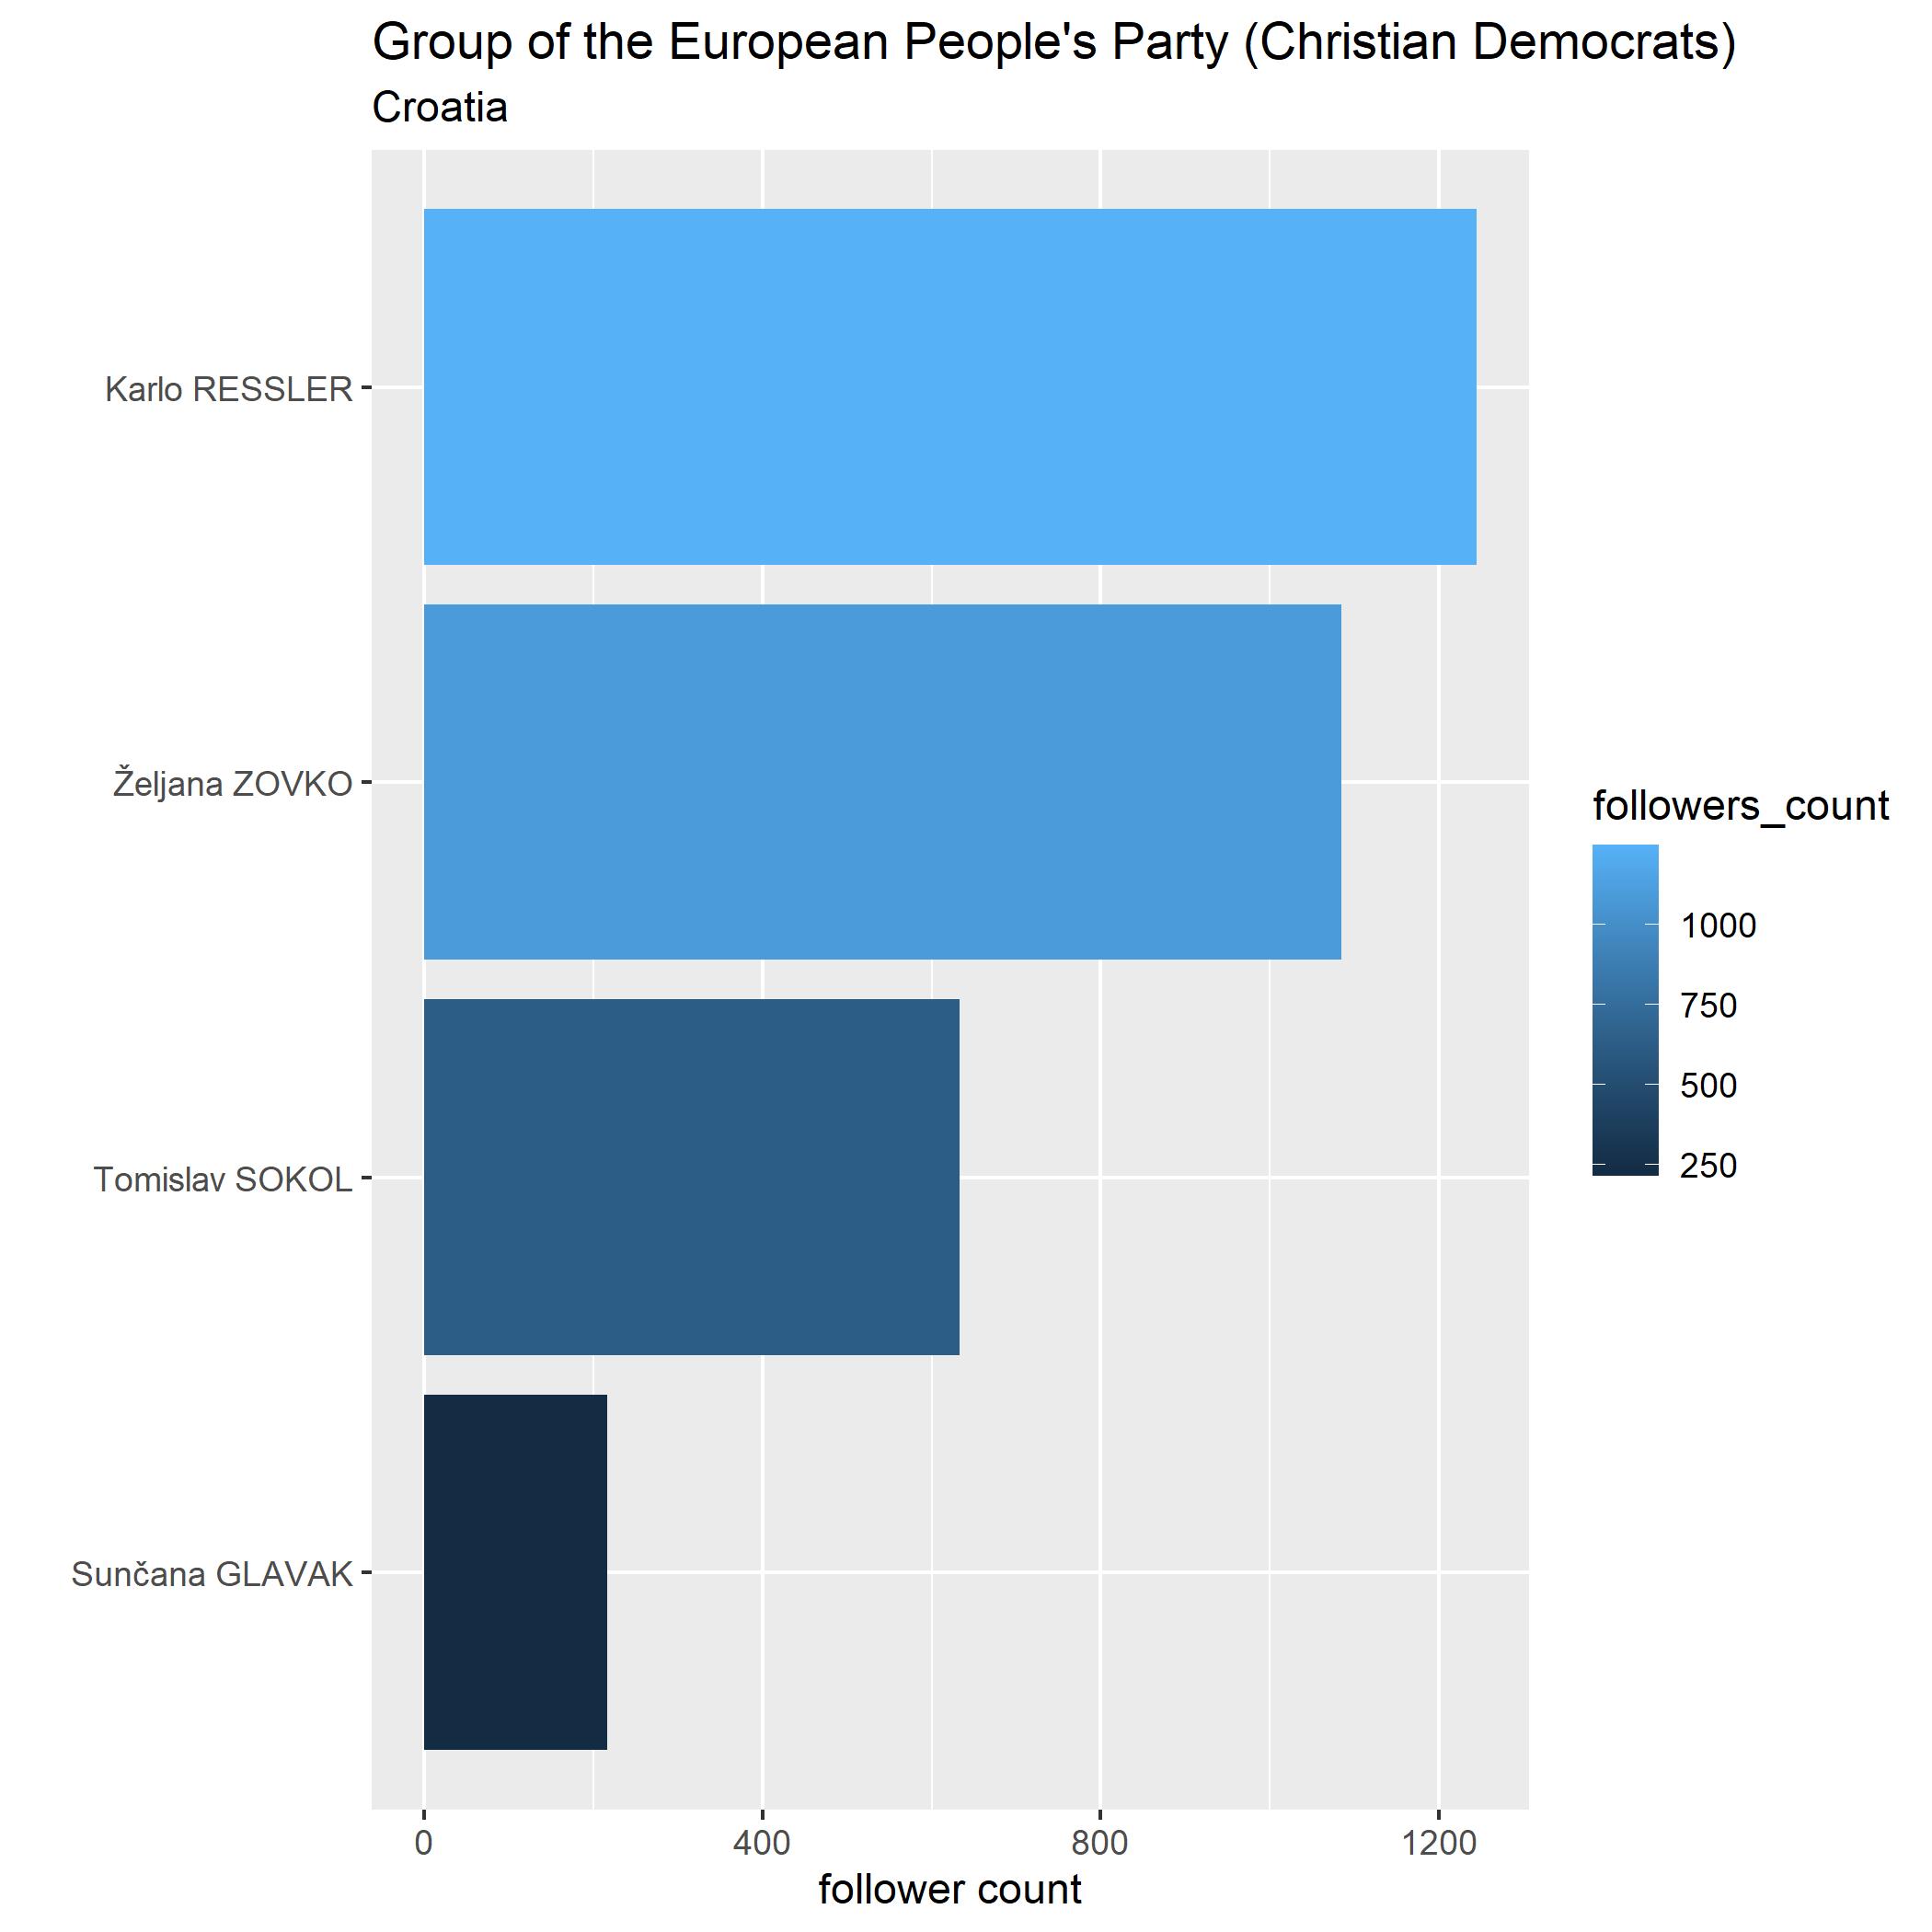 Group of the European People's Party (Christian Democrats)
Croatia
Karlo RESSLER
Željana ZOVKO
Tomislav SOKOL
Sunčana GLAVAK
0
400
800
1200
follower count
followers_count
1000
750
500
250